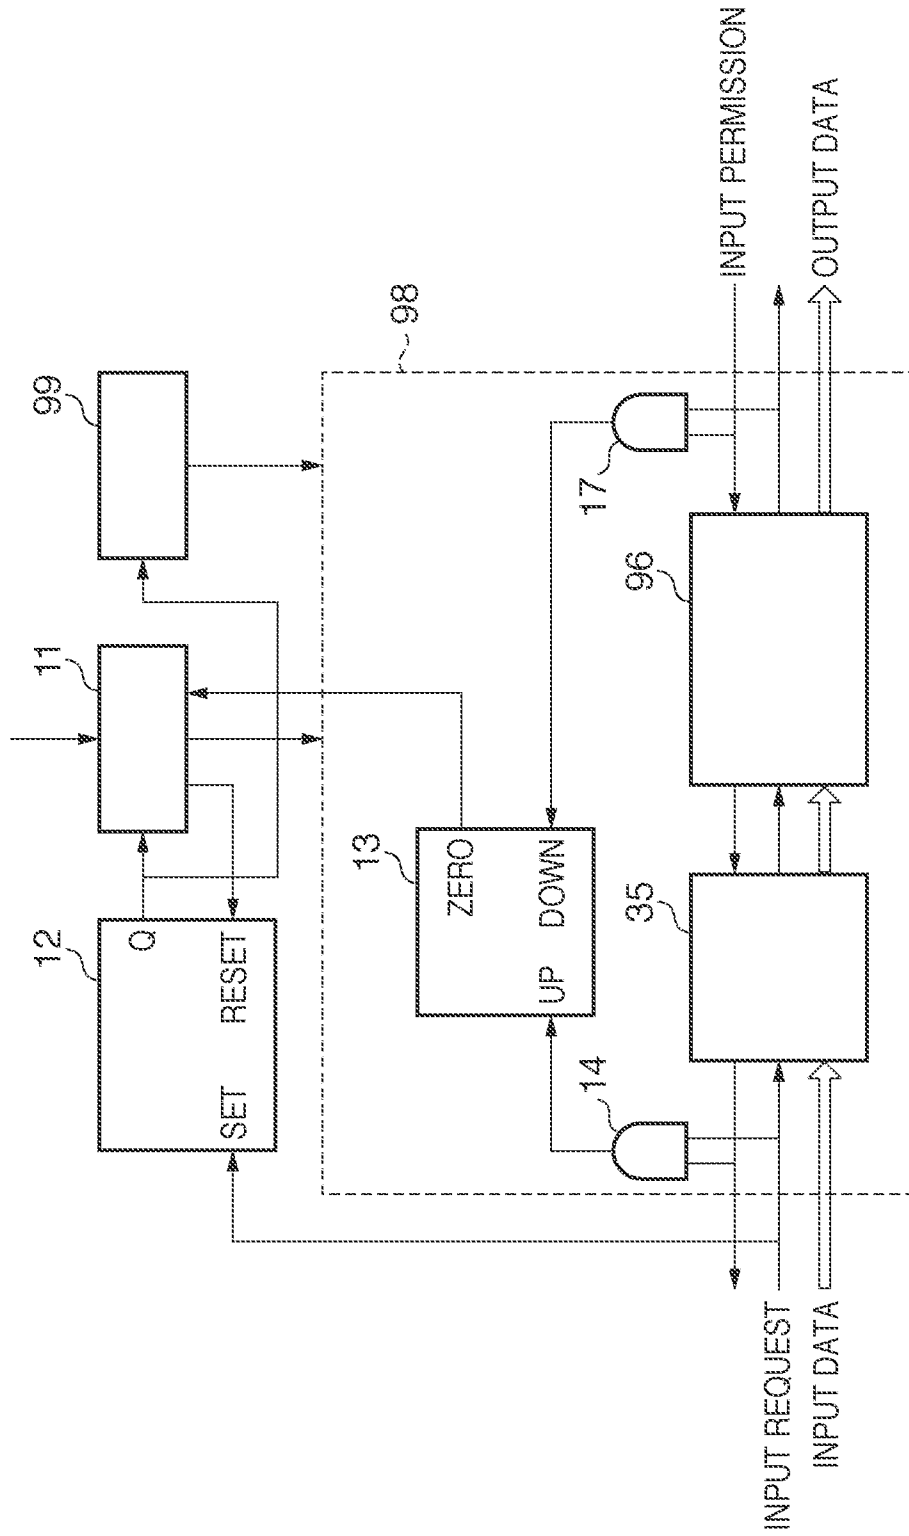 12
11
99
Q
SET
RESET
98
13
ZERO
UP
DOWN
14
17
35
96
INPUT PERMISSION
INPUT REQUEST
INPUT DATA
OUTPUT DATA